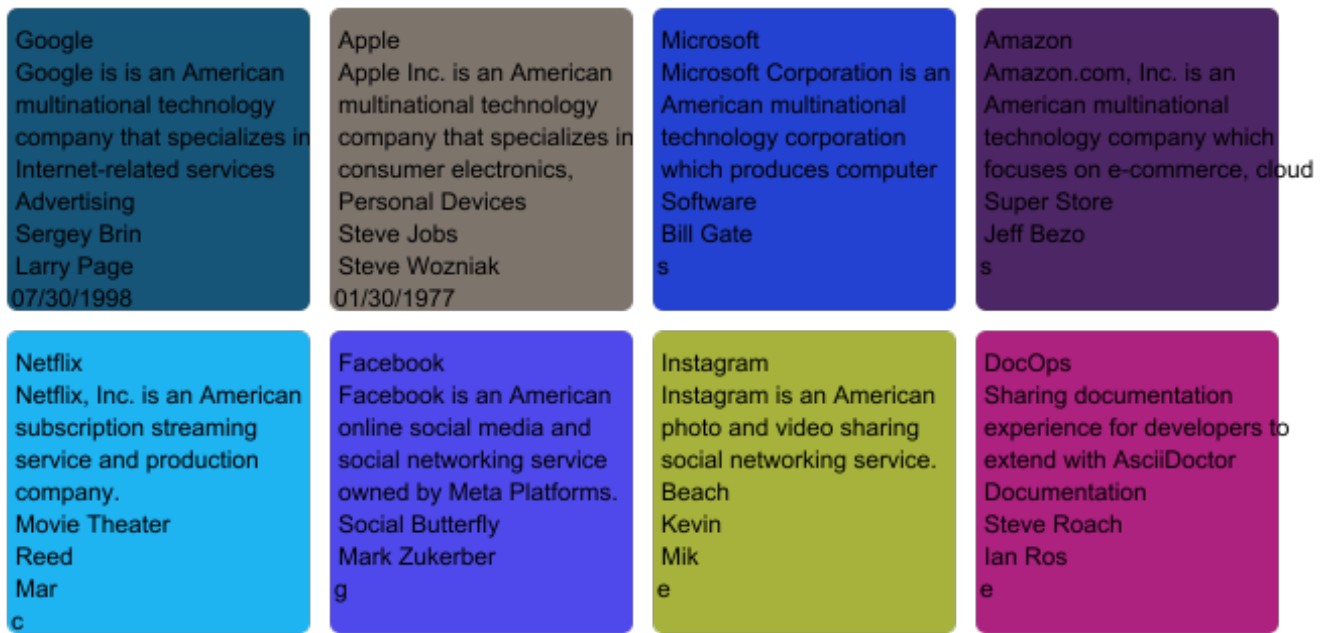 Google
Google is is an American
multinational technology
company that specializes in
Internet-related services
Advertising
Sergey Brin
Larry Page
07/30/1998
Apple
Apple Inc. is an American
multinational technology
company that specializes in
consumer electronics,
Personal Devices
Steve Jobs
Steve Wozniak
01/30/1977
Microsoft
Microsoft Corporation is an
American multinational
technology corporation
which produces computer
Software
Bill Gate
s
Amazon
Amazon.com, Inc. is an
American multinational
technology company which
focuses on e-commerce, cloud
Super Store
Jeff Bezo
s
Netflix
Netflix, Inc. is an American
subscription streaming
service and production
company.
Movie Theater
Reed
Mar
c
Facebook
Facebook is an American
online social media and
social networking service
owned by Meta Platforms.
Social Butterfly
Mark Zukerber
g
Instagram
Instagram is an American
photo and video sharing
social networking service.
Beach
Kevin
Mik
e
DocOps
Sharing documentation
experience for developers to
extend with AsciiDoctor
Documentation
Steve Roach
Ian Ros
e